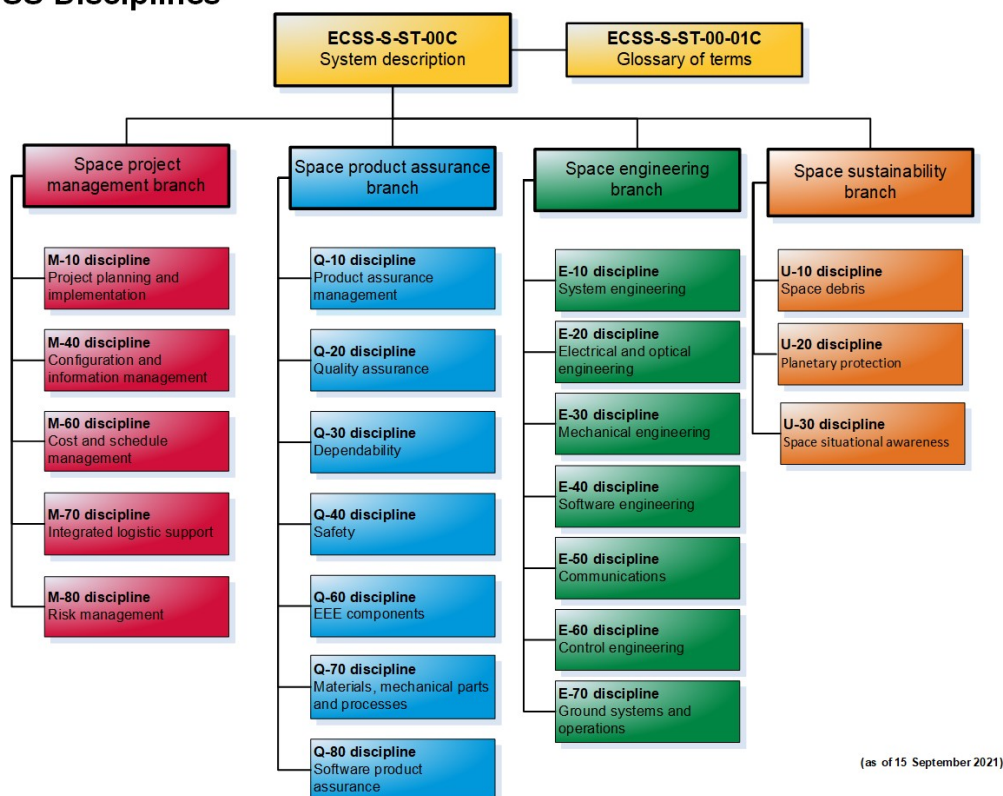 SS Disciplines
ECSS-S-ST-00C
System description
ECSS-S-ST-00-01C
Glossary of terms
Space project
management branch
M-10 discipline
Project planning and
implementation
M-40 discipline
Configuration and
information management
M-60 discipline
Cost and schedule
management
M-70 discipline
Integrated logistic support
M-80 discipline
Risk management
Space product assurance
branch
Q-10 discipline
Product assurance
management
Q-20 discipline
Quality assurance
Q-30 discipline
Dependability
Q-40 discipline
Safety
Q-60 discipline
EEE components
Q-70 discipline
Materials, mechanical parts
and processes
Q-80 discipline
Software product
assurance
Space engineering
branch
E-10 discipline
System engineering
E-20 discipline
Electrical and optical
engineering
E-30 discipline
Mechanical engineering
E-40 discipline
Software engineering
E-50 discipline
Communications
E-60 discipline
Control engineering
E-70 discipline
Ground systems and
operations
Space sustainability
branch
U-10 discipline
Space debris
U-20 discipline
Planetary protection
U-30 discipline
Space situational awareness
(as of 15 September 2021)